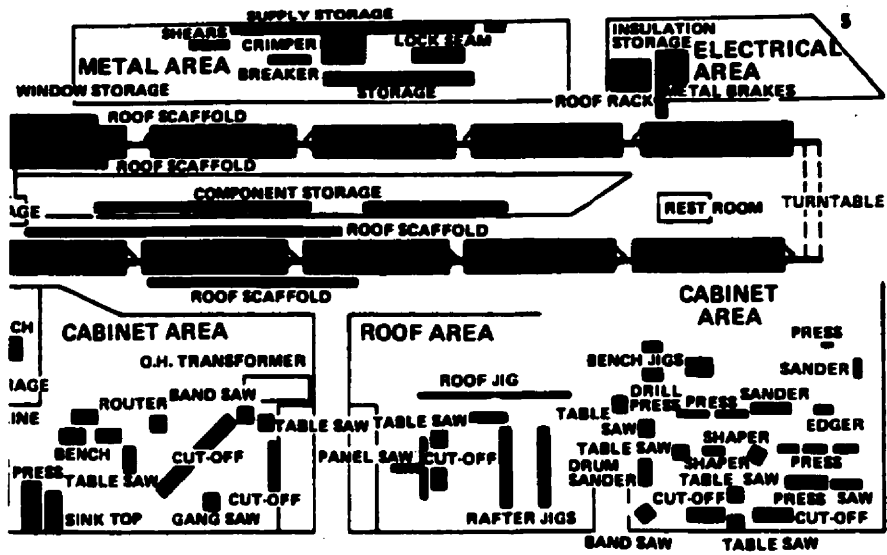 SUPPLY STORAGE
5
SHEARS
CRIMPER
LOCK SEAM
INSULATION
STORAGE
METAL AREA
BREAKER
ELECTRICAL
AREA
WINDOW STORAGE
STORAGE
ROOF RACK
METAL BRAKES
ROOF SCAFFOLD
ROOF SCAFFOLD
COMPONENT STORAGE
AGE
REST ROOM
TURNTABLE
ROOF SCAFFOLD
ROOF SCAFFOLD
CABINET
AREA
CH
CABINET AREA
ROOF AREA
PRESS
O.H. TRANSFORMER
BENCH JIGS
SANDER
RAGE
ROOF JIG
INE
ROUTER
BAND SAW
DRILL
PRESS
PRESS
SANDER
TABLE SAW
TABLE SAW
TABLE
SAW
EDGER
BENCH
CUT-OFF
PANEL SAW
CUT-OFF
TABLE SAW
SHAPER
SHAPER
PRESS
PRESS
TABLE SAW
DRUM
SANDER
TABLE SAW
CUT-OFF
CUT-OFF
PRESS
SAW
SINK TOP
GANG SAW
RAFTER JIGS
CUT-OFF
BAND SAW
TABLE SAW